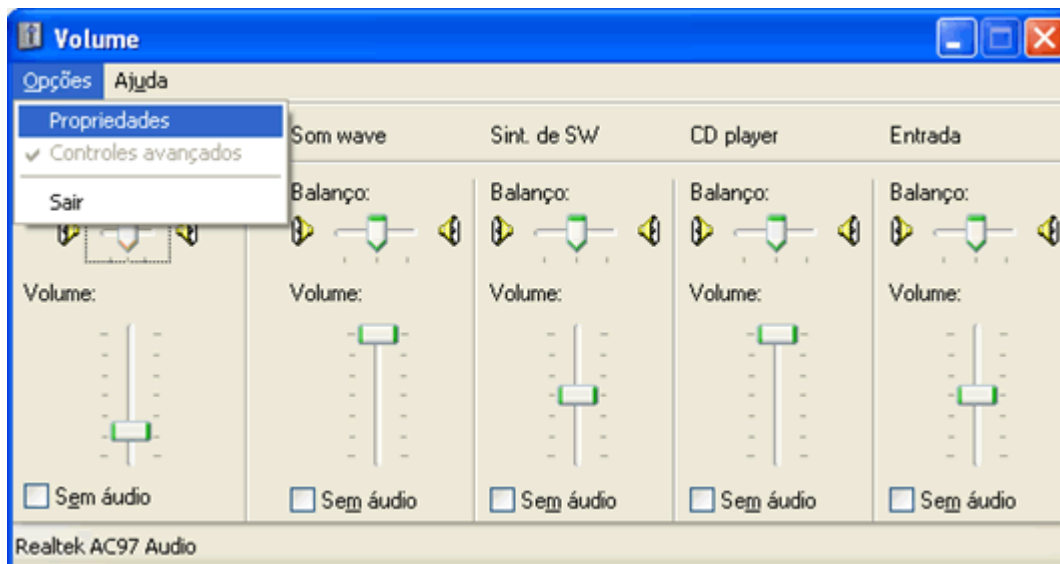 Volume
Opções Ajuda
Propriedades
Controles avançados
Sair
Som wave Sint. de SW CD player Entrada
Balanço: Balanço: Balanço: Balanço:
Volume: Volume: Volume: Volume: Volume:
Sem áudio Sem áudio Sem áudio Sem áudio Sem áudio
Realtek AC97 Audio